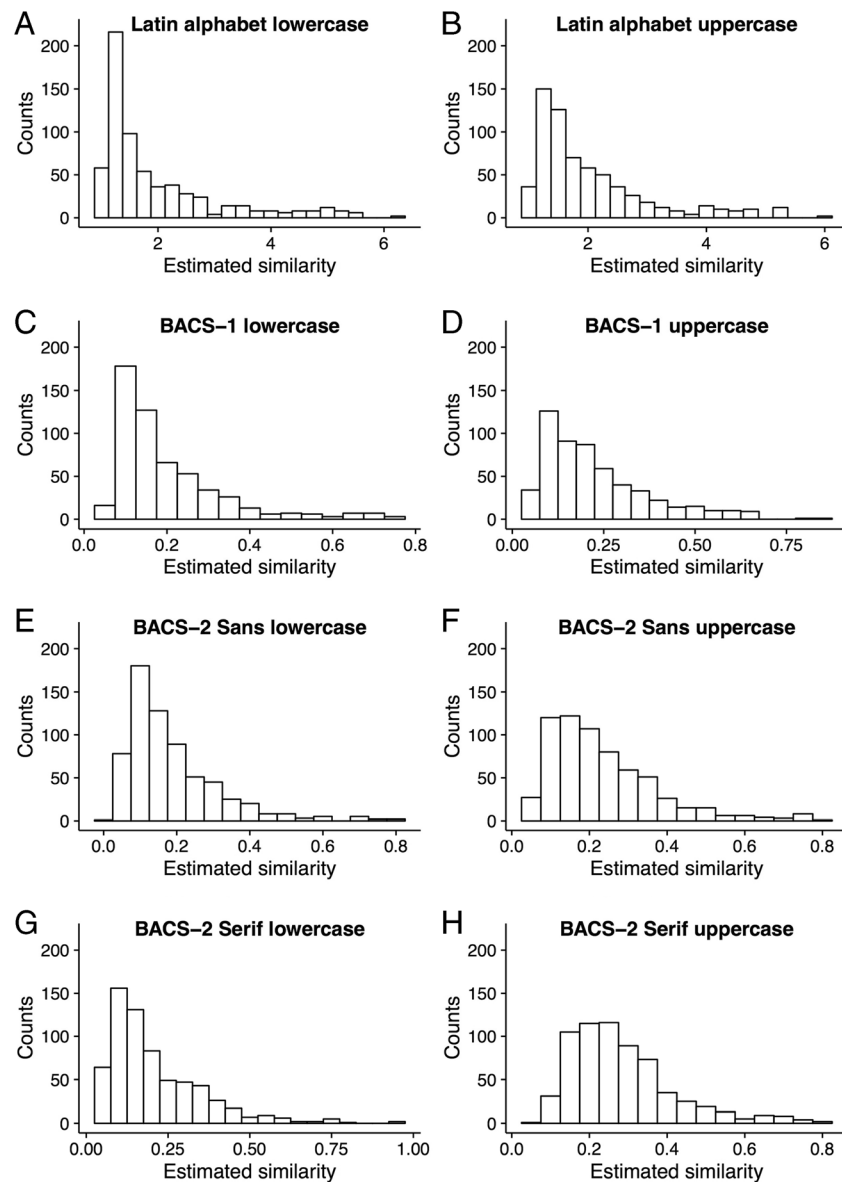 A
Latin alphabet lowercase
200
150
100
50
0
Counts
2 4 6
Estimated similarity
B
Latin alphabet uppercase
200
150
100
50
0
Counts
2 4 6
Estimated similarity
C
BACS−1 lowercase
200
150
100
50
0
Counts
0.0 0.2 0.4 0.6 0.8
Estimated similarity
D
BACS−1 uppercase
200
150
100
50
0
Counts
0.00 0.25 0.50 0.75
Estimated similarity
E
BACS−2 Sans lowercase
200
150
100
50
0
Counts
0.0 0.2 0.4 0.6 0.8
Estimated similarity
F
BACS−2 Sans uppercase
200
150
100
50
0
Counts
0.0 0.2 0.4 0.6 0.8
Estimated similarity
G
BACS−2 Serif lowercase
200
150
100
50
0
Counts
0.00 0.25 0.50 0.75 1.00
Estimated similarity
H
BACS−2 Serif uppercase
200
150
100
50
0
Counts
0.0 0.2 0.4 0.6 0.8
Estimated similarity